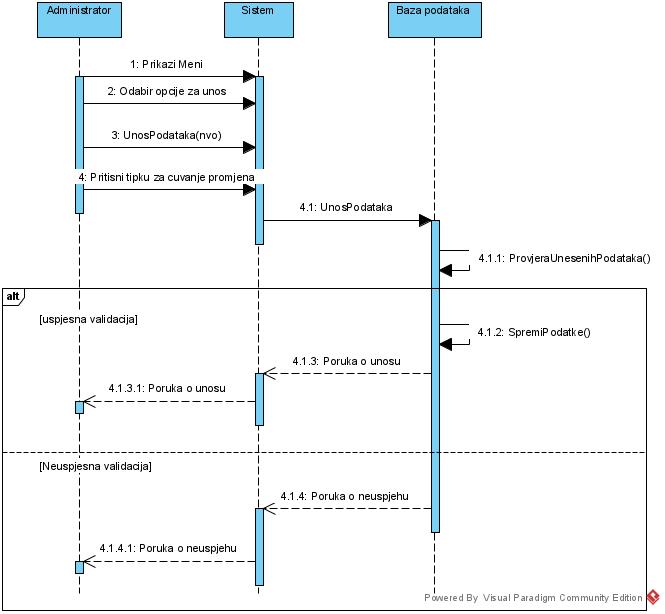 Administrator
Sistem
Baza podataka
1: Prikazi Meni
2: Odabir opcije za unos
3: UnosPodataka(nvo)
4: Pritisni tipku za cuvanje promjena
4.1: UnosPodataka
4.1.1: ProvjeraUnesenihPodataka()
alt
[uspjesna validacija]
4.1.2: SpremiPodatke()
4.1.3: Poruka o unosu
4.1.3.1: Poruka o unosu
[Neuspjesna validacija]
4.1.4: Poruka o neuspjehu
4.1.4.1: Poruka o neuspjehu
Powered By Visual Paradigm Community Edition